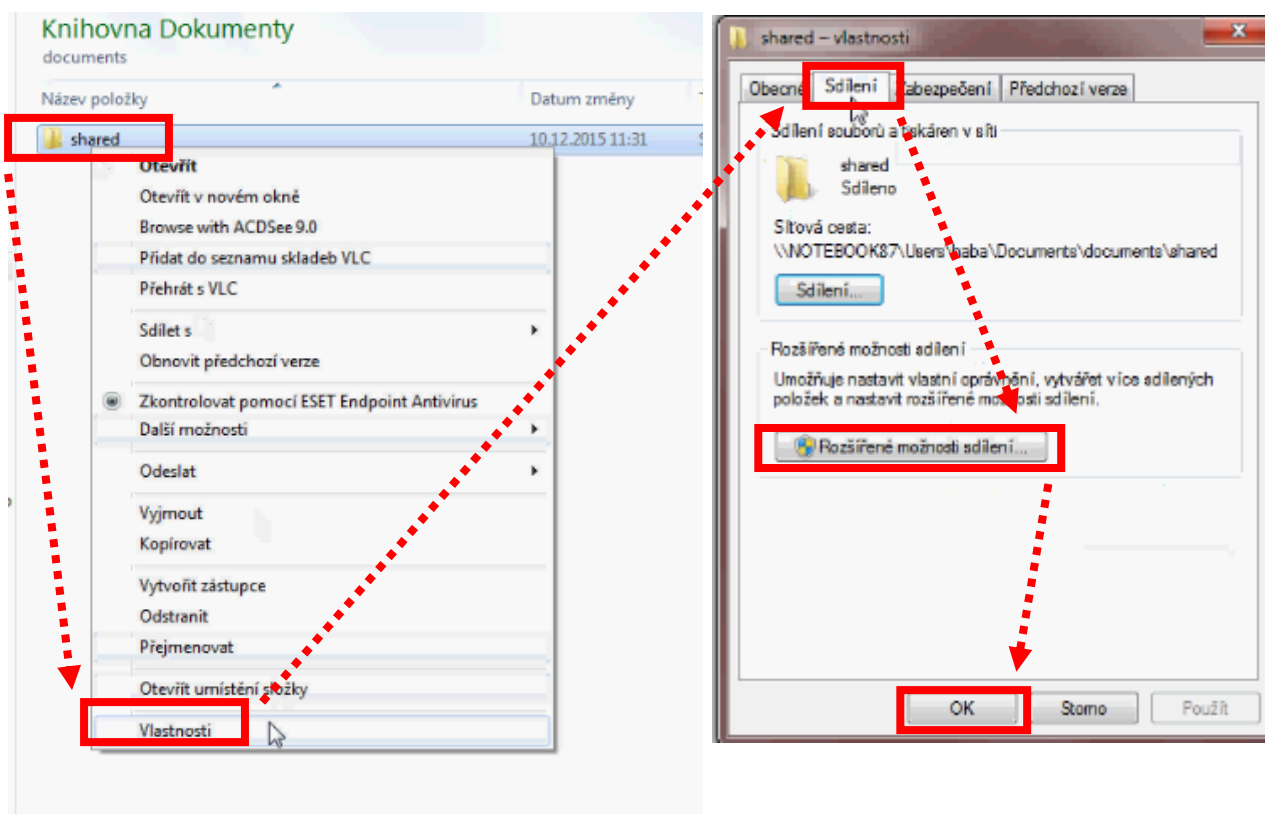 Knihovna Dokumenty
documents
Název položky
Datum změny
shared
10.12.2015 11:31
Otevřít
Otevřít v novém okně
Browse with ACDSee 9.0
Přidat do seznamu skladeb VLC
Přehrát s VLC
Sdílet s
Obnovit předchozí verze
Zkontrolovat pomocí ESET Endpoint Antivirus
Další možnosti
Odeslat
Vyjmout
Kopírovat
Vytvořit zástupce
Odstranit
Přejmenovat
Otevřít umístění složky
Vlastnosti
shared – vlastnosti
Obecné Sdílení Zabezpečení Předchozí verze
Sdílení souborů a tiskáren v síti
shared
Sdíleno
Síťová cesta:
\\NOTEBOOK87\Users\baba\Documents\documents\shared
Sdílení...
Rozšířené možnosti sdílení
Umožňuje nastavit vlastní oprávnění, vytvářet více sdílených
položek a nastavit rozšířené možnosti sdílení.
Rozšířené možnosti sdílení...
OK Storno Použít